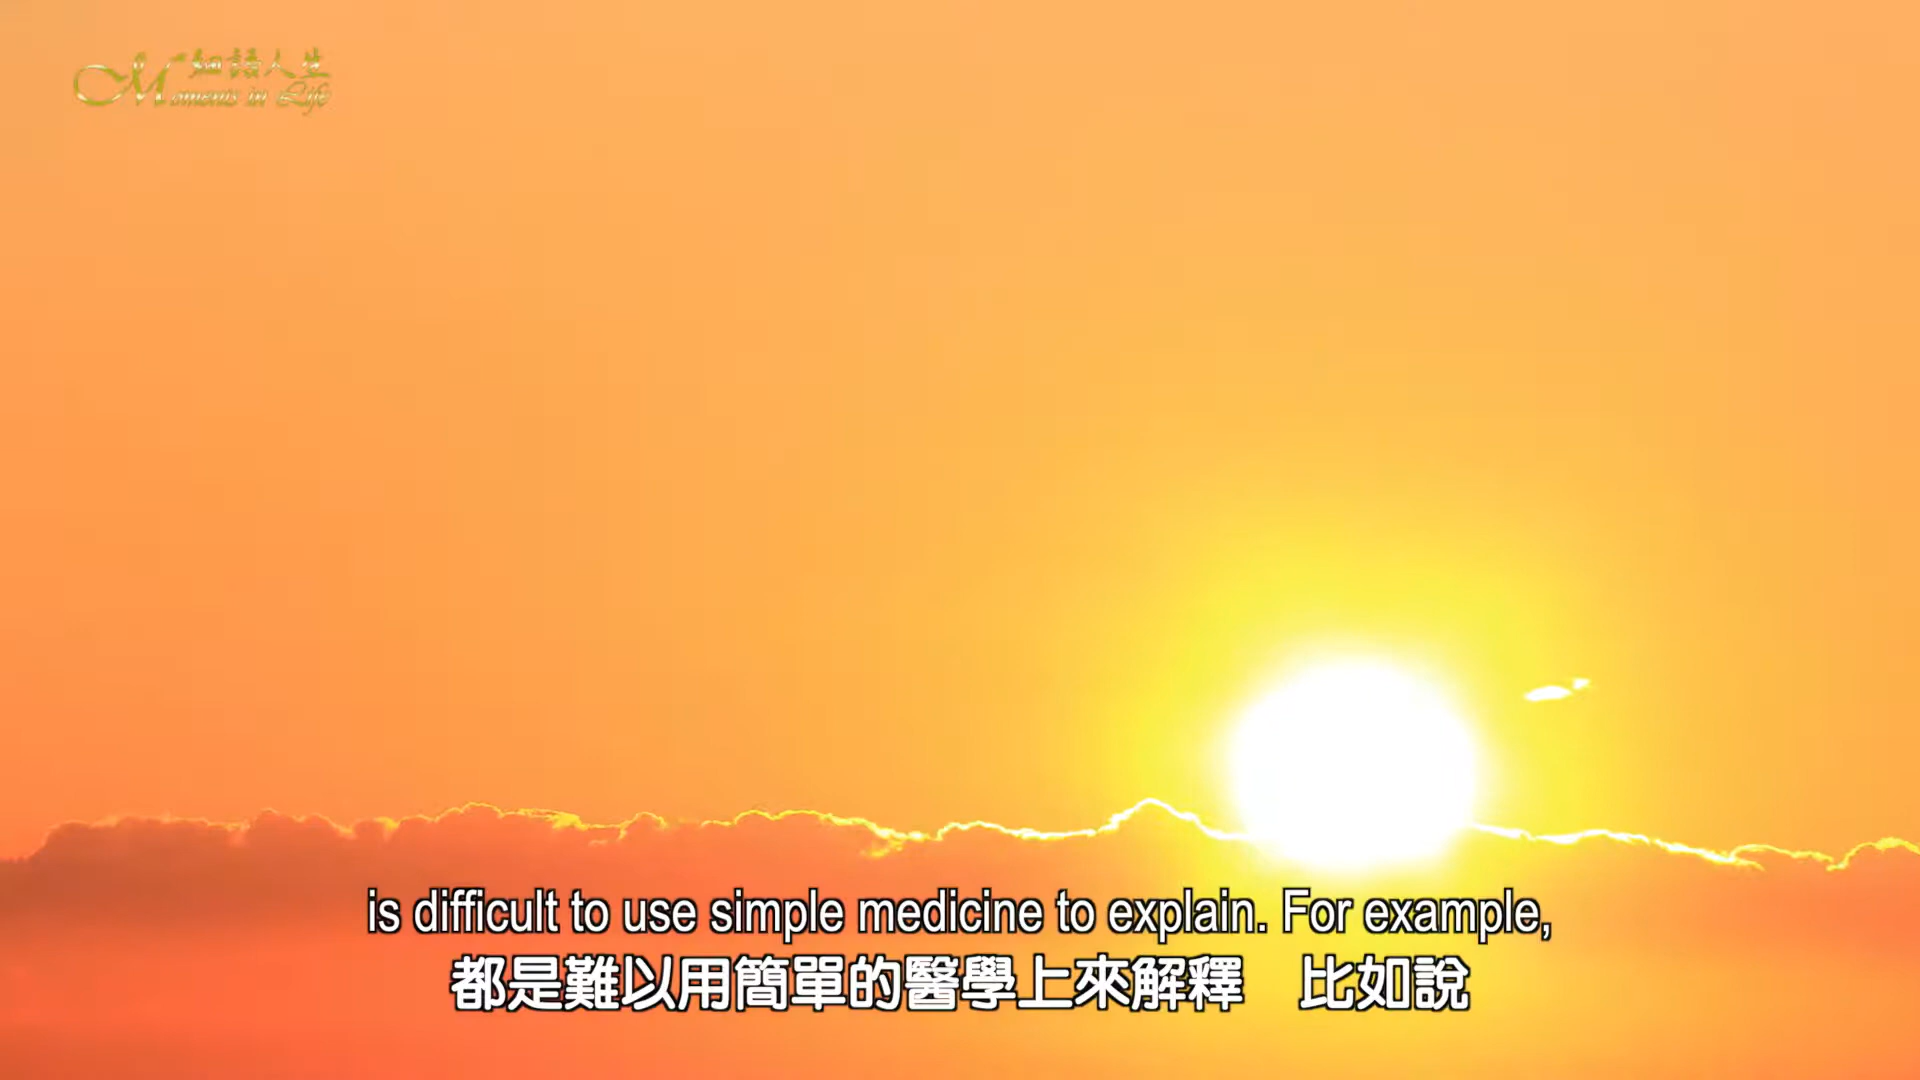 細語人生
Moments in Life
is difficult to use simple medicine to explain. For example,
都是難以用簡單的醫學上來解釋　比如說